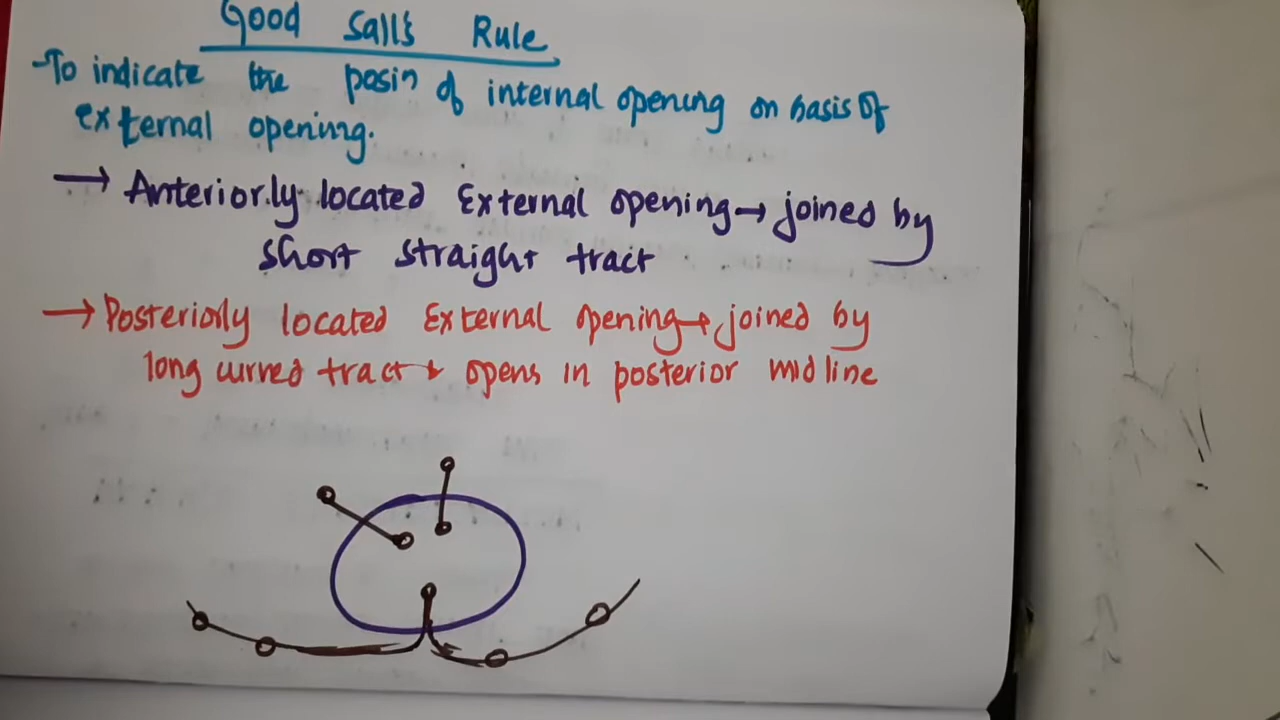 Good Salls Rule
-To indicate the posin of internal opening on basis of
external opening.
→ Anteriorly located External opening → joined by
short straight tract
→ Posteriorly located External opening → joined by
long curved tract & opens in posterior midline